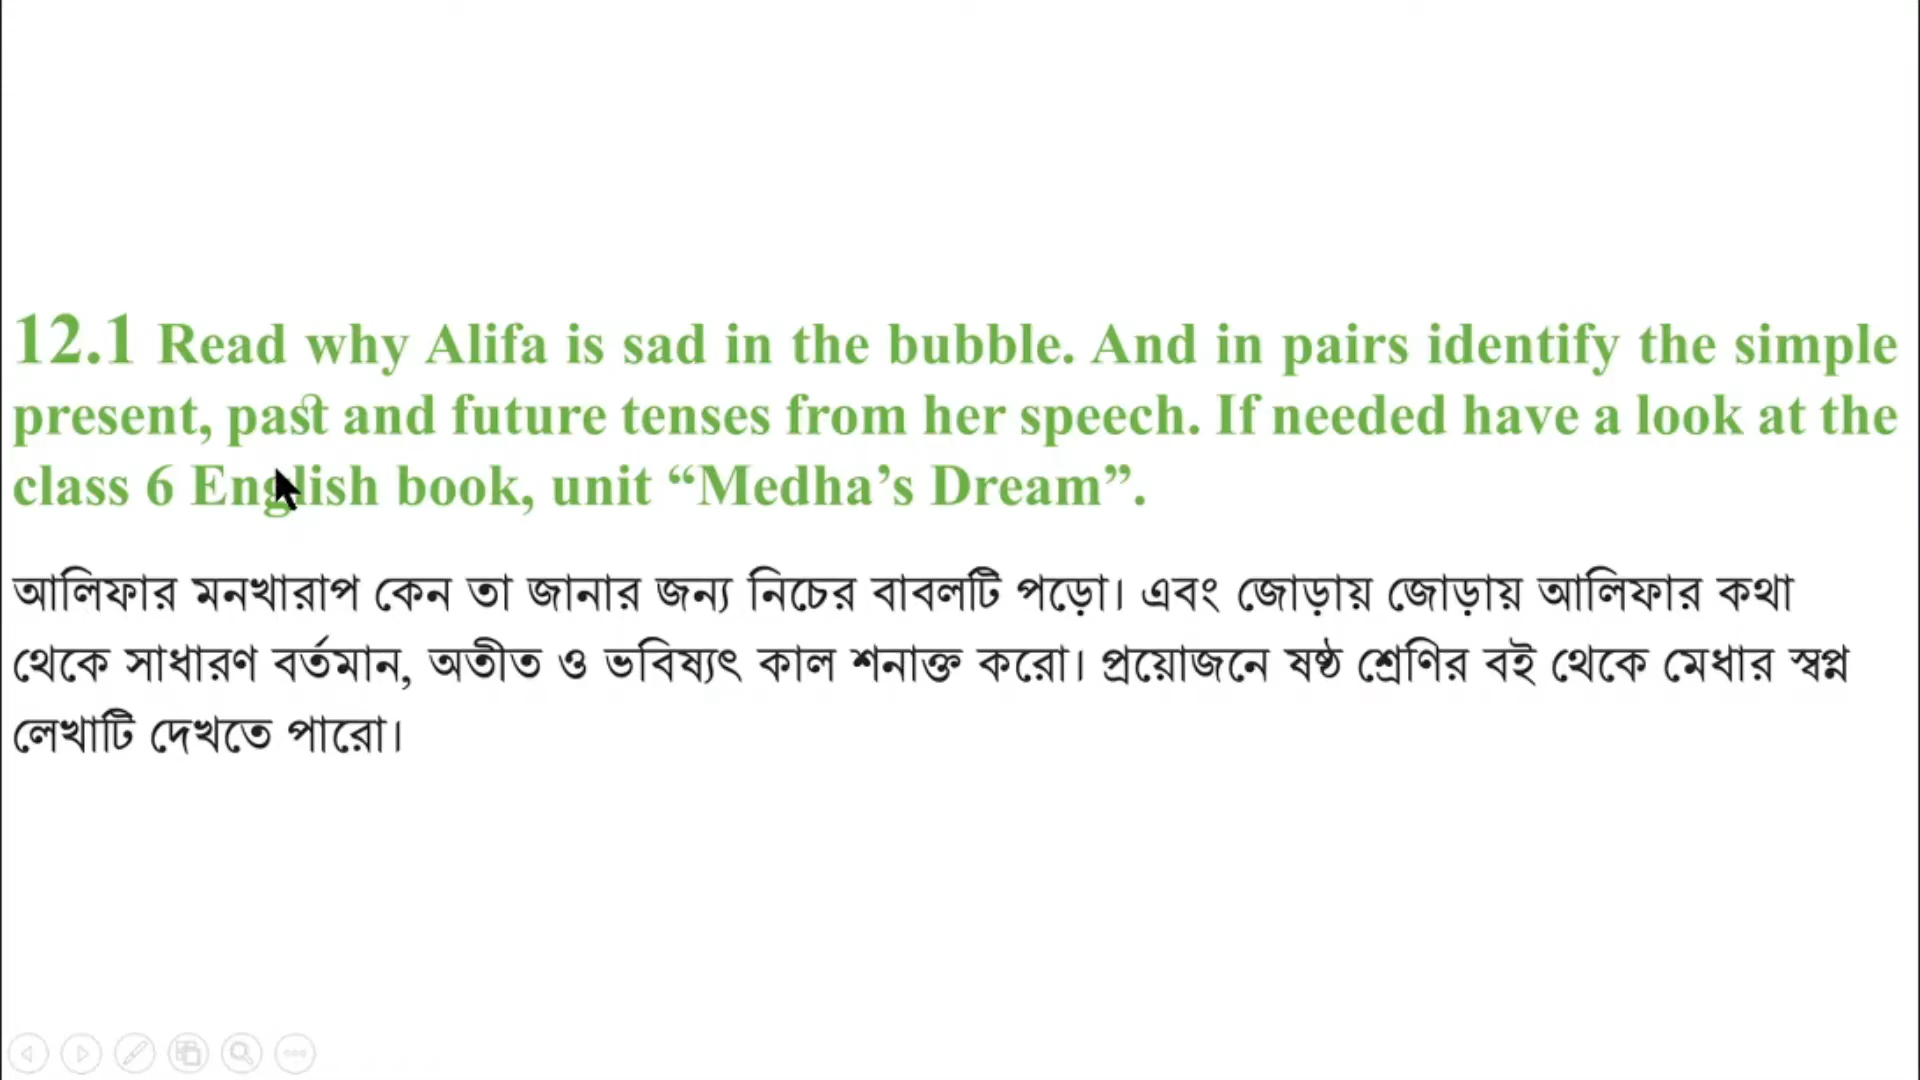 12.1 Read why Alifa is sad in the bubble. And in pairs identify the simple
present, past and future tenses from her speech. If needed have a look at the
class 6 English book, unit “Medha’s Dream”.
আলিফার মনখারাপ কেন তা জানার জন্য নিচের বাবলটি পড়ো। এবং জোড়ায় জোড়ায় আলিফার কথা
থেকে সাধারণ বর্তমান, অতীত ও ভবিষ্যৎ কাল শনাক্ত করো। প্রয়োজনে ষষ্ঠ শ্রেণির বই থেকে মেধার স্বপ্ন
লেখাটি দেখতে পারো।